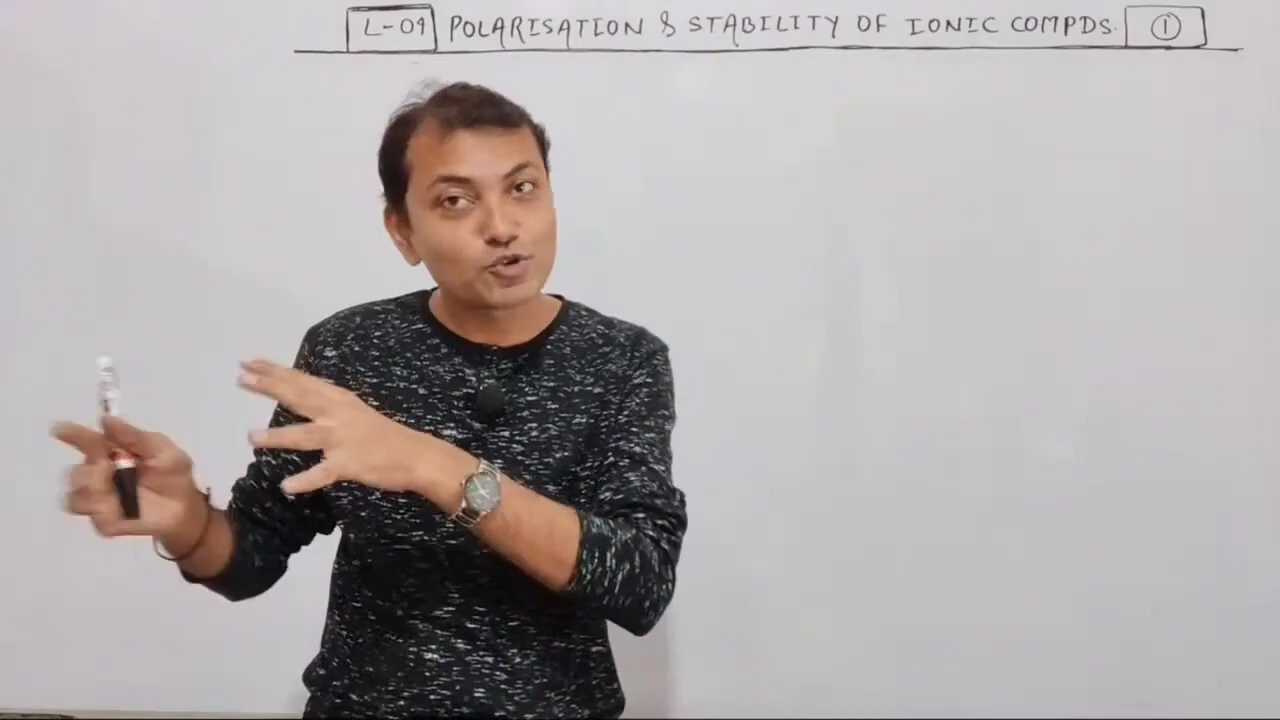 L-09 POLARISATION & STABILITY OF IONIC COMPDS. 1